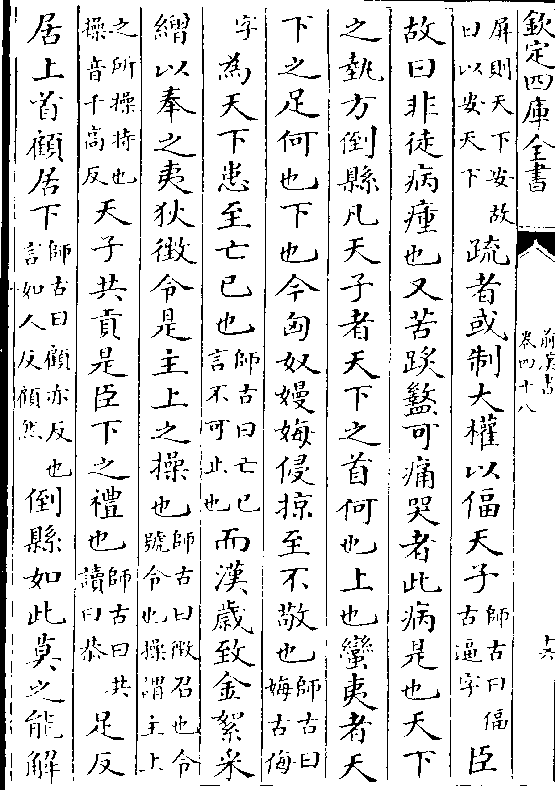 欽定四庫全書
前漢書
卷四十八
屏則天下安故曰以安天下疏者或制大權以偪天子師古曰偪古逼字臣
故曰非徒病瘇也又苦𨂂盭可痛哭者此病是也天下
之埶方倒縣凡天子者天下之首何也上也蠻夷者天
下之足何也下也今匈奴嫚娒侵掠至不敬也師古曰娒古侮
字為天下患至亡已也師古曰亡已言不可止也而漢歲致金絮采
繒以奉之夷狄徵令是主上之操也師古曰徵召也令號令也操謂主上
之所操持也操音千高反天子共貢是臣下之禮也師古曰共讀曰恭足反
居上首顧居下師古曰顧亦反也言如人反顧然倒縣如此莫之能解